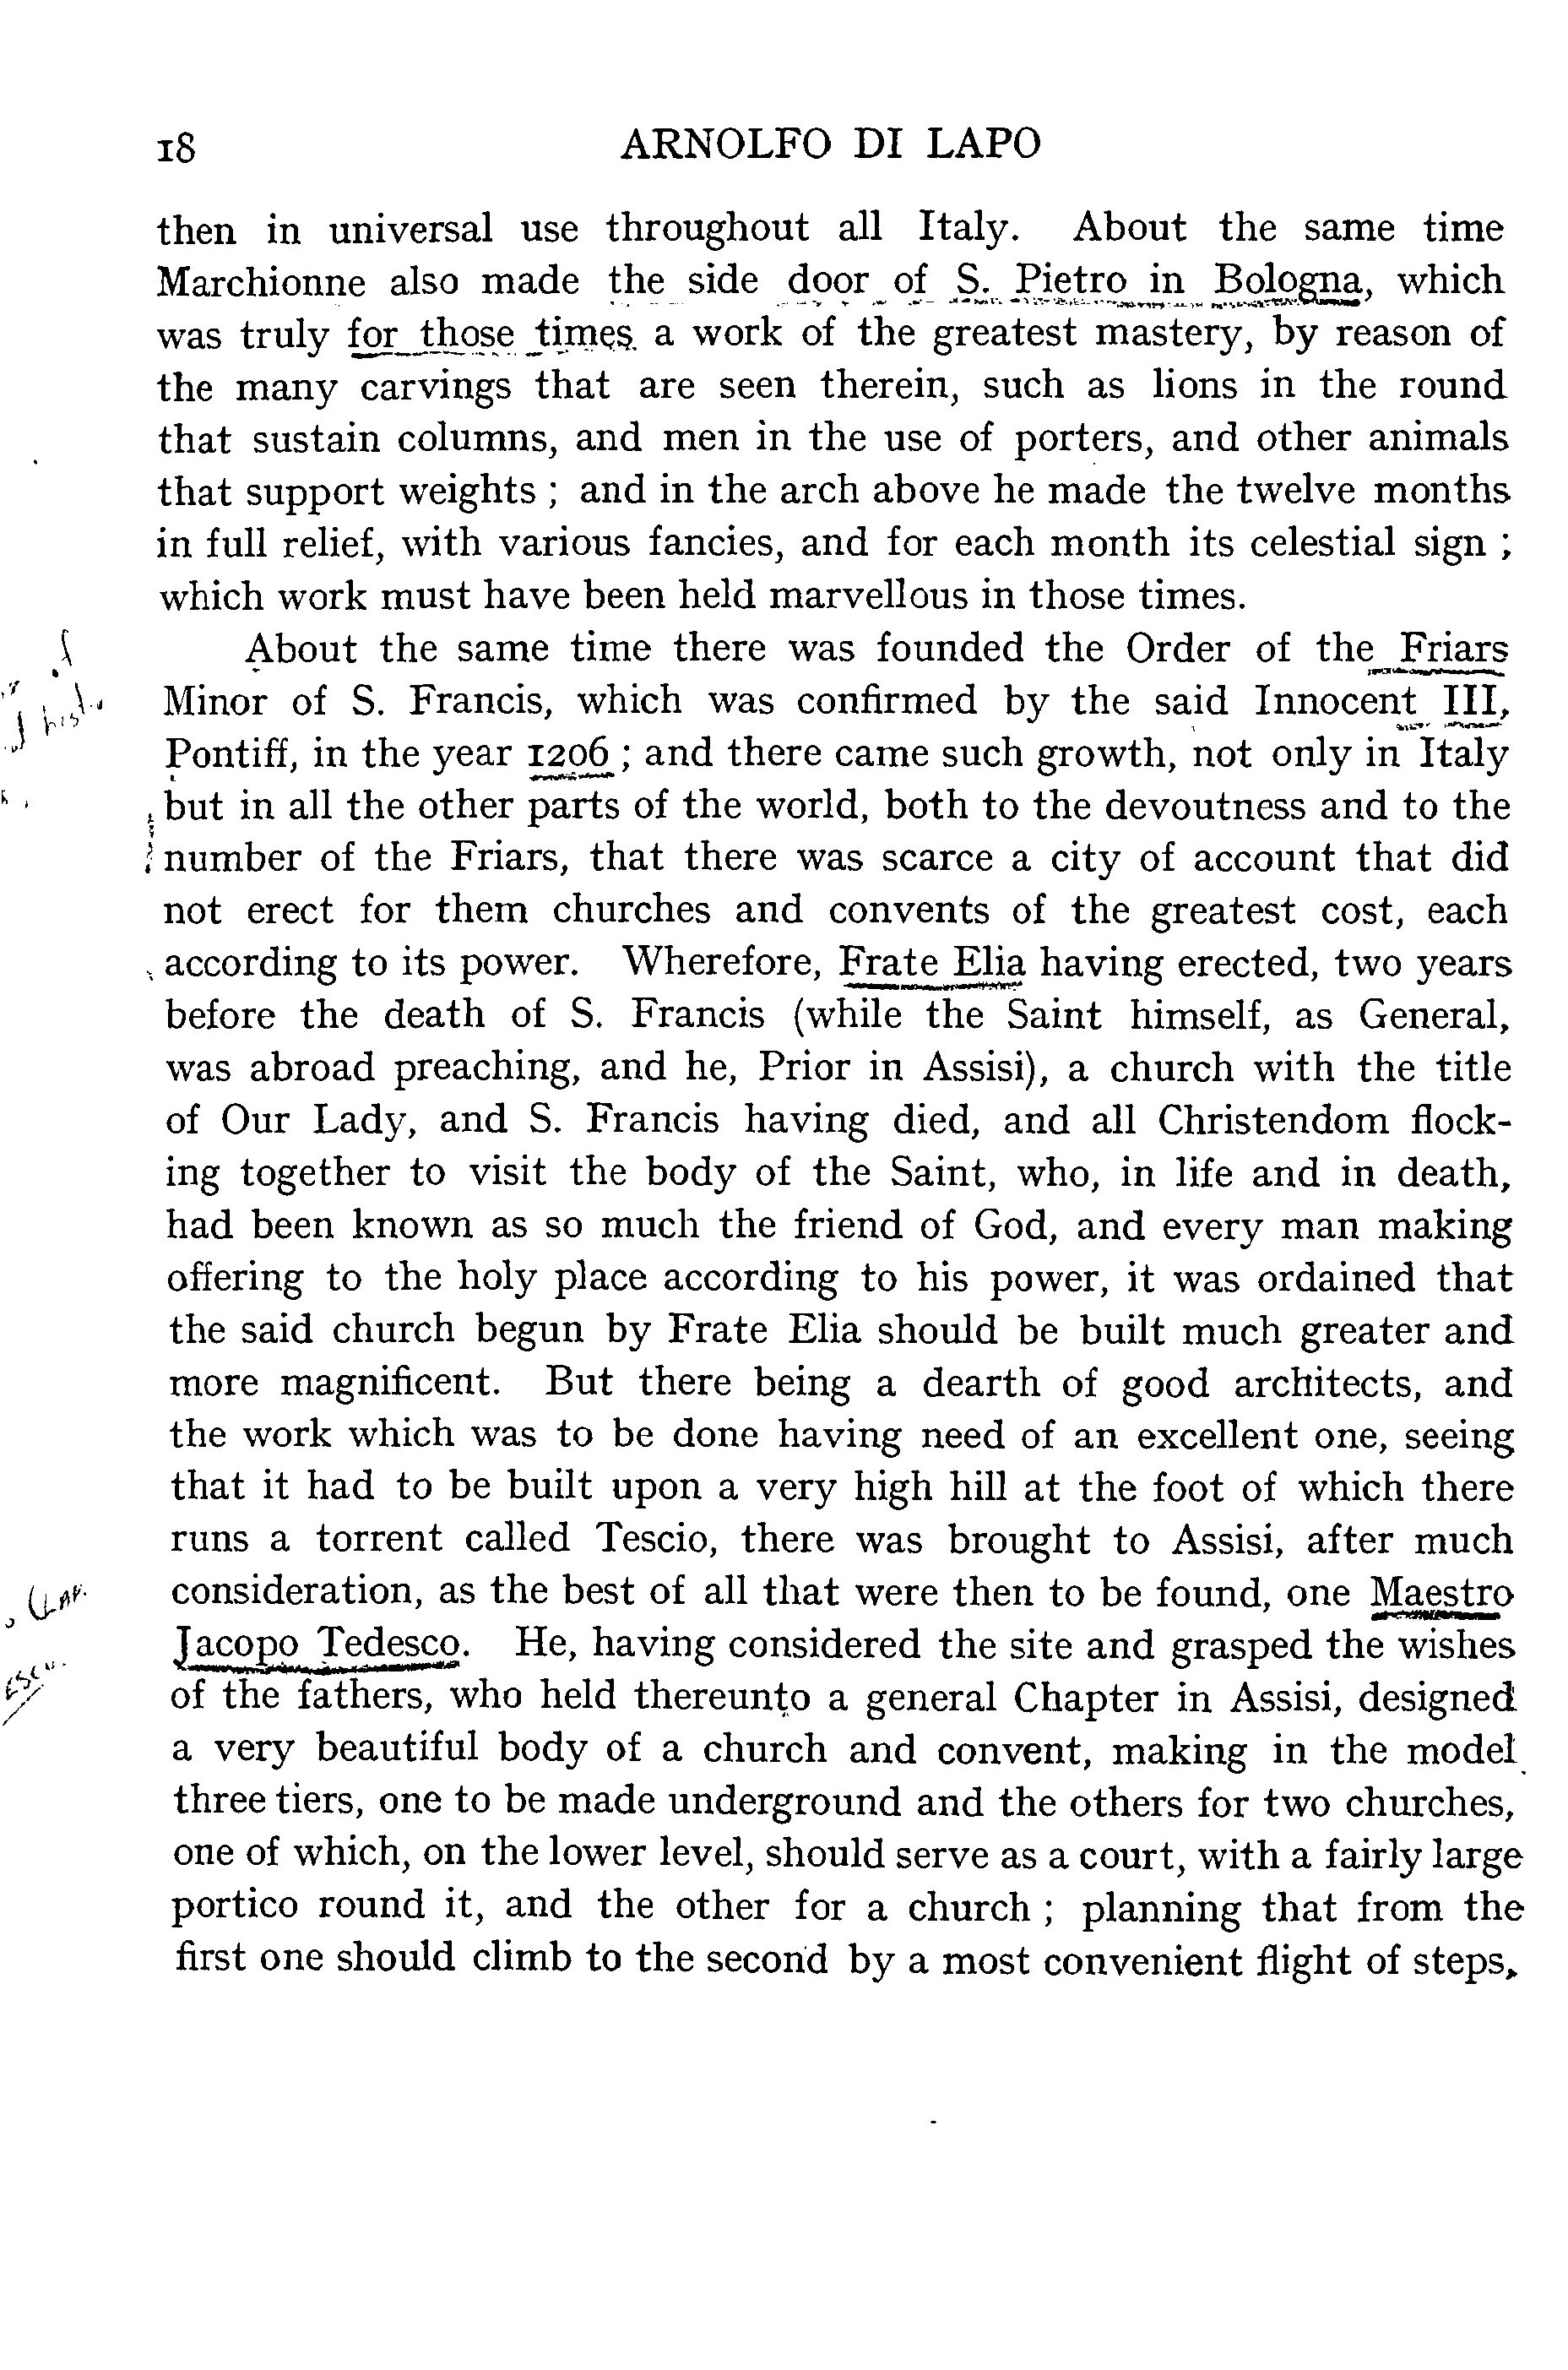 18 ARNOLFO DI LAPO
then in universal use throughout all Italy. About the same time
Marchionne also made the side door of S. Pietro in Bologna, which
was truly for those times a work of the greatest mastery, by reason of
the many carvings that are seen therein, such as lions in the round
that sustain columns, and men in the use of porters, and other animals
that support weights ; and in the arch above he made the twelve months
in full relief, with various fancies, and for each month its celestial sign ;
which work must have been held marvellous in those times.
About the same time there was founded the Order of the Friars
Minor of S. Francis, which was confirmed by the said Innocent III,
Pontiff, in the year 1206 ; and there came such growth, not only in Italy
but in all the other parts of the world, both to the devoutness and to the
number of the Friars, that there was scarce a city of account that did
not erect for them churches and convents of the greatest cost, each
according to its power. Wherefore, Frate Elia having erected, two years
before the death of S. Francis (while the Saint himself, as General,
was abroad preaching, and he, Prior in Assisi), a church with the title
of Our Lady, and S. Francis having died, and all Christendom flock-
ing together to visit the body of the Saint, who, in life and in death,
had been known as so much the friend of God, and every man making
offering to the holy place according to his power, it was ordained that
the said church begun by Frate Elia should be built much greater and
more magnificent. But there being a dearth of good architects, and
the work which was to be done having need of an excellent one, seeing
that it had to be built upon a very high hill at the foot of which there
runs a torrent called Tescio, there was brought to Assisi, after much
consideration, as the best of all that were then to be found, one Maestro
Jacopo Tedesco. He, having considered the site and grasped the wishes
of the fathers, who held thereunto a general Chapter in Assisi, designed
a very beautiful body of a church and convent, making in the model
three tiers, one to be made underground and the others for two churches,
one of which, on the lower level, should serve as a court, with a fairly large
portico round it, and the other for a church ; planning that from the
first one should climb to the second by a most convenient flight of steps,